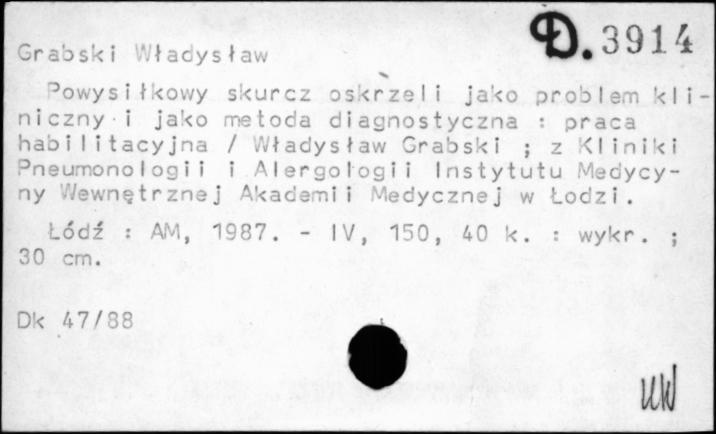 D. 3914
Grabski Władysław
Powysiłkowy skurcz oskrzeli jako problem kli-
niczny i jako metoda diagnostyczna : praca
habilitacyjna / Władysław Grabski ; z Kliniki
Pneumonologii i Alergologii Instytutu Medycy-
ny Wewnętrznej Akademii Medycznej w Łodzi.
Łódź : AM, 1987. - IV, 150, 40 k. : wykr. ;
30 cm.
Dk 47/88